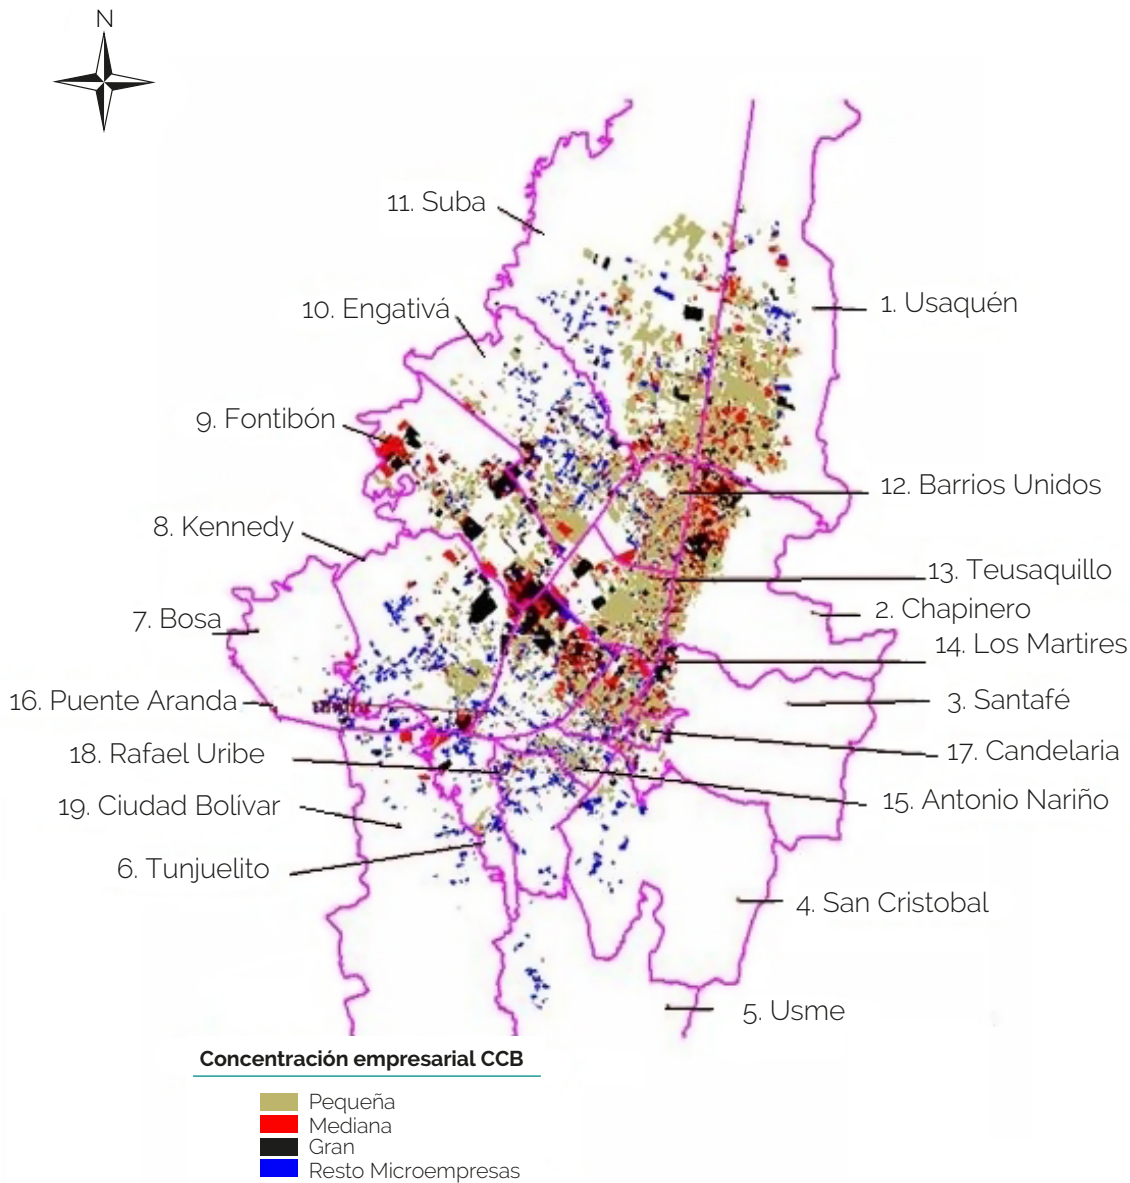 N
11. Suba
10. Engativá
1. Usaquén
9. Fontibón
12. Barrios Unidos
8. Kennedy
13. Teusaquillo
2. Chapinero
7. Bosa
14. Los Martires
16. Puente Aranda
3. Santafé
18. Rafael Uribe
17. Candelaria
19. Ciudad Bolívar
15. Antonio Nariño
6. Tunjuelito
4. San Cristobal
5. Usme
Concentración empresarial CCB
Pequeña
Mediana
Gran
Resto Microempresas